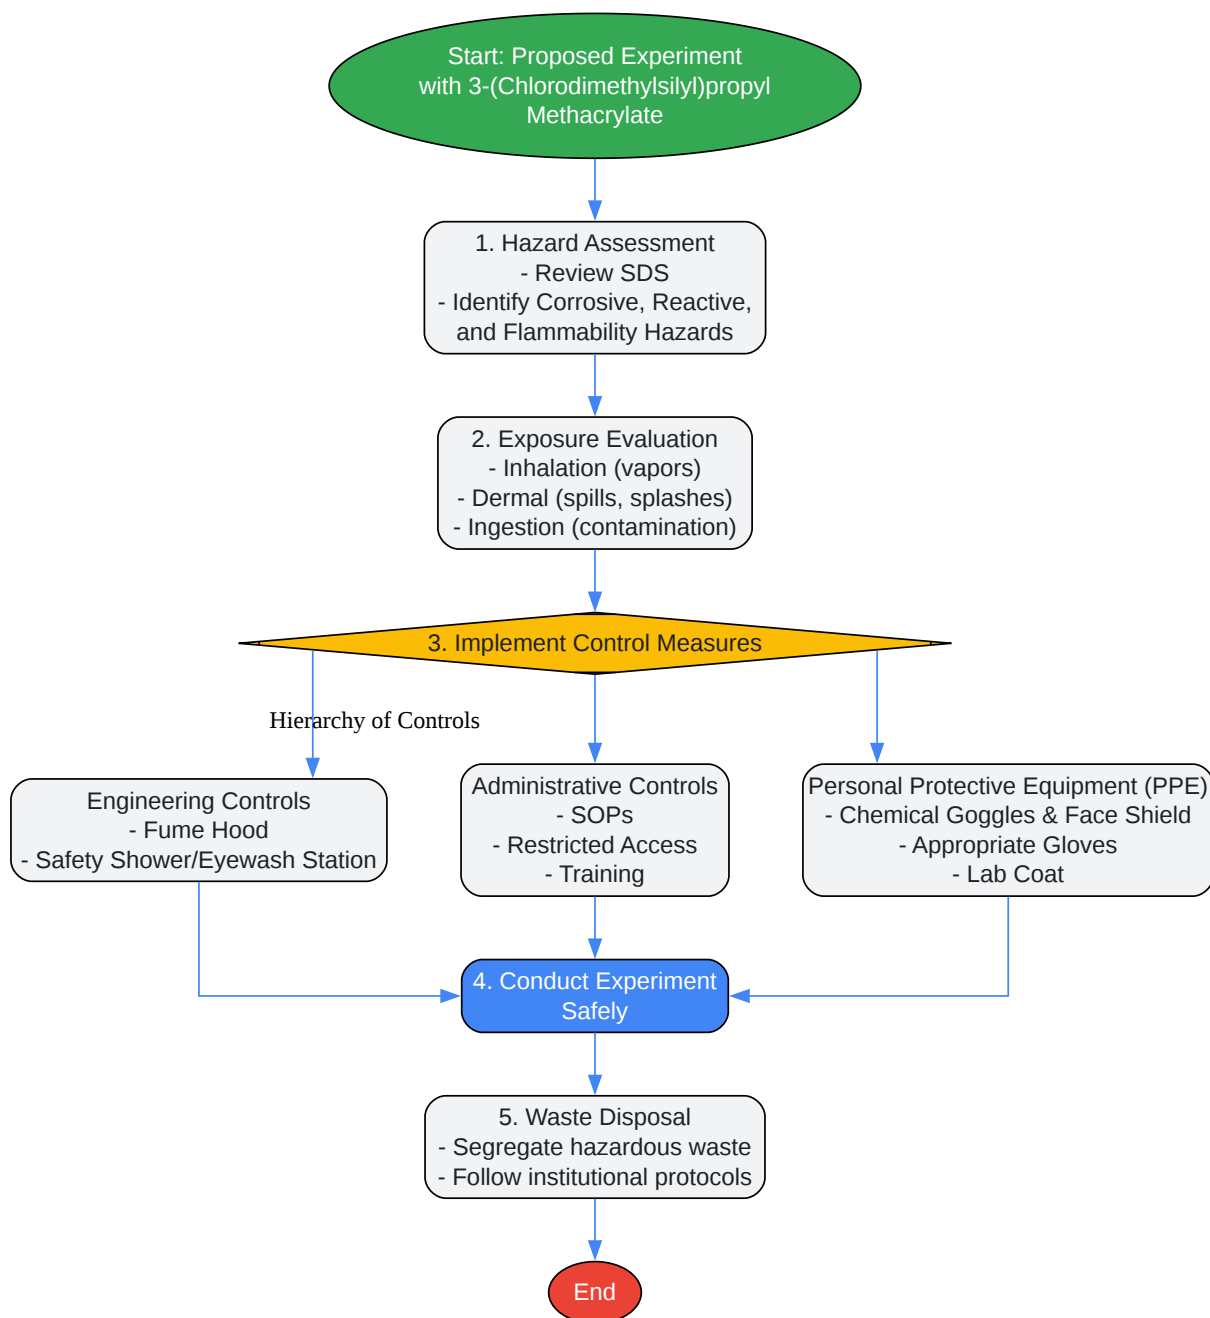 Start: Proposed Experiment
with 3-(Chlorodimethylsilyl)propyl
Methacrylate
1. Hazard Assessment
- Review SDS
- Identify Corrosive, Reactive,
and Flammability Hazards
2. Exposure Evaluation
- Inhalation (vapors)
- Dermal (spills, splashes)
- Ingestion (contamination)
3. Implement Control Measures
Hierarchy of Controls
Engineering Controls
- Fume Hood
- Safety Shower/Eyewash Station
Administrative Controls
- SOPs
- Restricted Access
- Training
Personal Protective Equipment (PPE)
- Chemical Goggles & Face Shield
- Appropriate Gloves
- Lab Coat
4. Conduct Experiment
Safely
5. Waste Disposal
- Segregate hazardous waste
- Follow institutional protocols
End